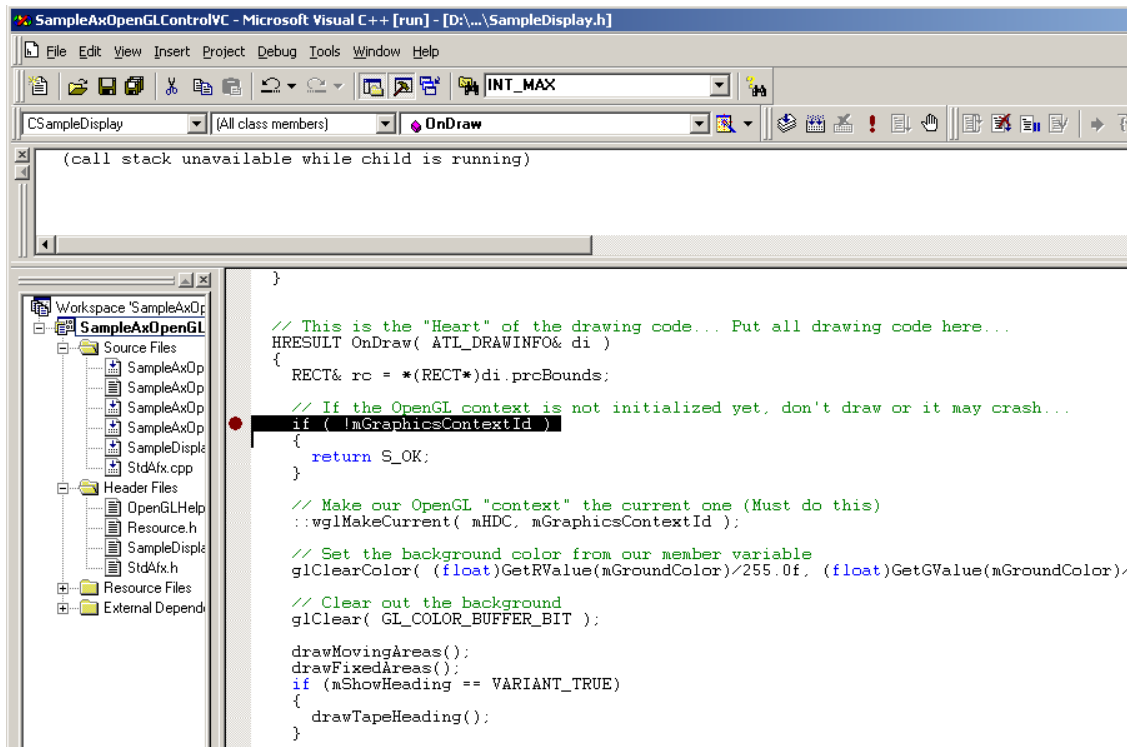 SampleAxOpenGLControlVC - Microsoft Visual C++ [run] - [D:\...\SampleDisplay.h]
File Edit View Insert Project Debug Tools Window Help
INT_MAX
CSampleDisplay (All class members) OnDraw
(call stack unavailable while child is running)
Workspace 'SampleAxOp
SampleAxOpenGL
Source Files
SampleAxOp
SampleAxOp
SampleAxOp
SampleAxOp
SampleDispla
StdAfx.cpp
Header Files
OpenGLHelp
Resource.h
SampleDispla
StdAfx.h
Resource Files
External Depend
}
// This is the "Heart" of the drawing code... Put all drawing code here...
HRESULT OnDraw( ATL_DRAWINFO& di )
{
RECT& rc = *(RECT*)di.prcBounds;
// If the OpenGL context is not initialized yet, don't draw or it may crash...
if ( !mGraphicsContextId )
{
return S_OK;
}
// Make our OpenGL "context" the current one (Must do this)
::wglMakeCurrent( mHDC, mGraphicsContextId );
// Set the background color from our member variable
glClearColor( (float)GetRValue(mGroundColor)/255.0f, (float)GetGValue(mGroundColor)/
// Clear out the background
glClear( GL_COLOR_BUFFER_BIT );
drawMovingAreas();
drawFixedAreas();
if (mShowHeading == VARIANT_TRUE)
{
drawTapeHeading();
}